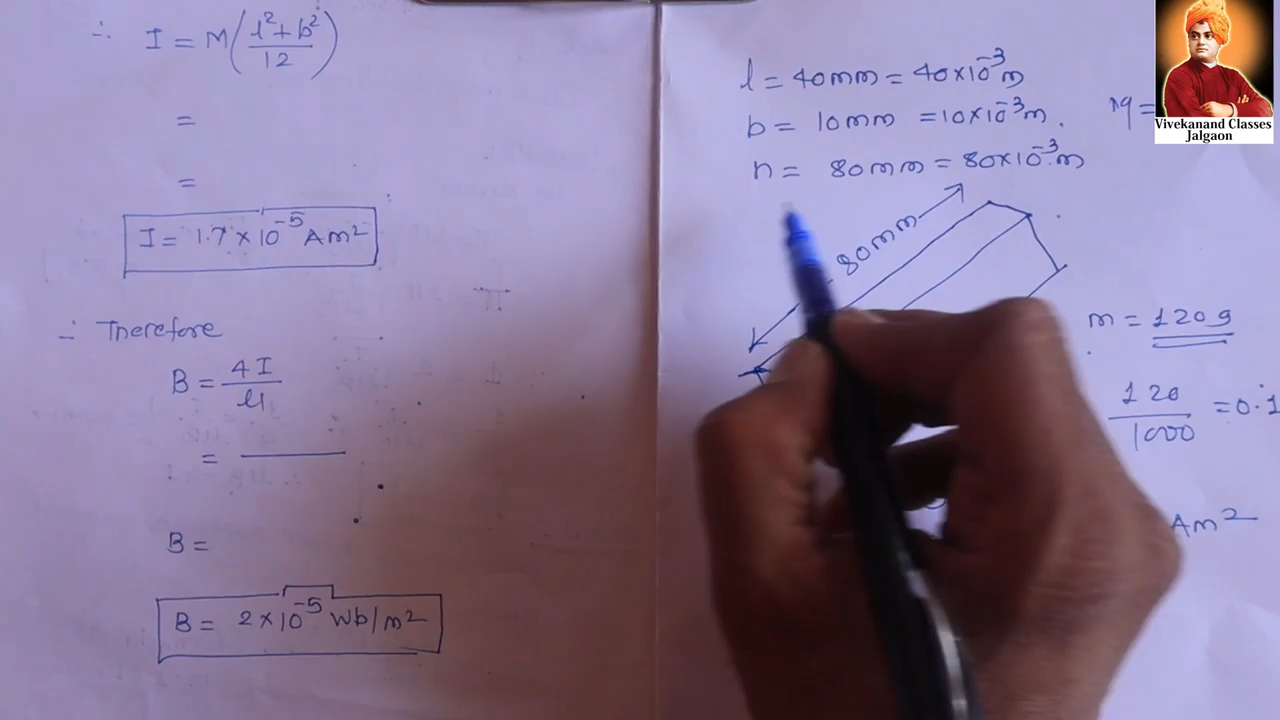 ∴ I = M(l²+b²/12)
=
=
I = 1.7 × 10⁻⁵ Am²
∴ Therefore
B = 4I/μ
=
B =
B = 2×10⁻⁵ Wb/m²
l = 40mm = 40×10⁻³m
b = 10mm = 10×10⁻³m.
h = 80mm = 80×10⁻³m
80mm
m = 120g
120/1000 = 0.1
Am²
Vivekanand Classes
Jalgaon